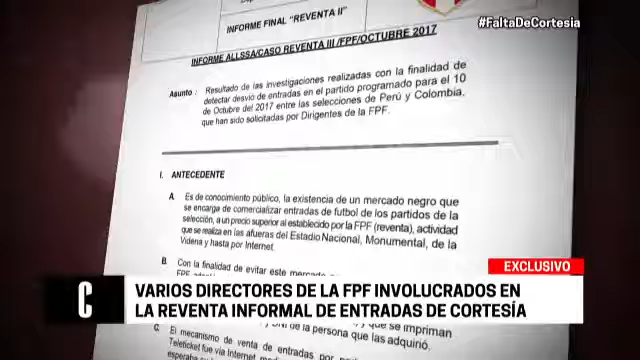 #FaltaDeCortesia
INFORME FINAL "REVENTA II"
INFORME ALLSSA/CASO REVENTA III /FPF/OCTUBRE 2017
Asunto : Resultado de las investigaciones realizadas con la finalidad de
detectar desvío de entradas en el partido programado para el 10
de Octubre del 2017 entre las selecciones de Perú y Colombia,
que han sido solicitadas por Dirigentes de la FPF.
I. ANTECEDENTE
A. Es de conocimiento público, la existencia de un mercado negro que
se encarga de comercializar entradas de futbol de los partidos de la
selección, a un precio superior al establecido por la FPF (reventa), actividad
que se realiza en las afueras del Estadio Nacional, Monumental, de la
Videna y hasta por Internet.
B. Con la finalidad de evitar este mercado
EXCLUSIVO
C
VARIOS DIRECTORES DE LA FPF INVOLUCRADOS EN
LA REVENTA INFORMAL DE ENTRADAS DE CORTESÍA
DNI de la persona que las adquirió.
y que se impriman
C. El mecanismo de venta de entradas por
Teleticket fue vía Internet